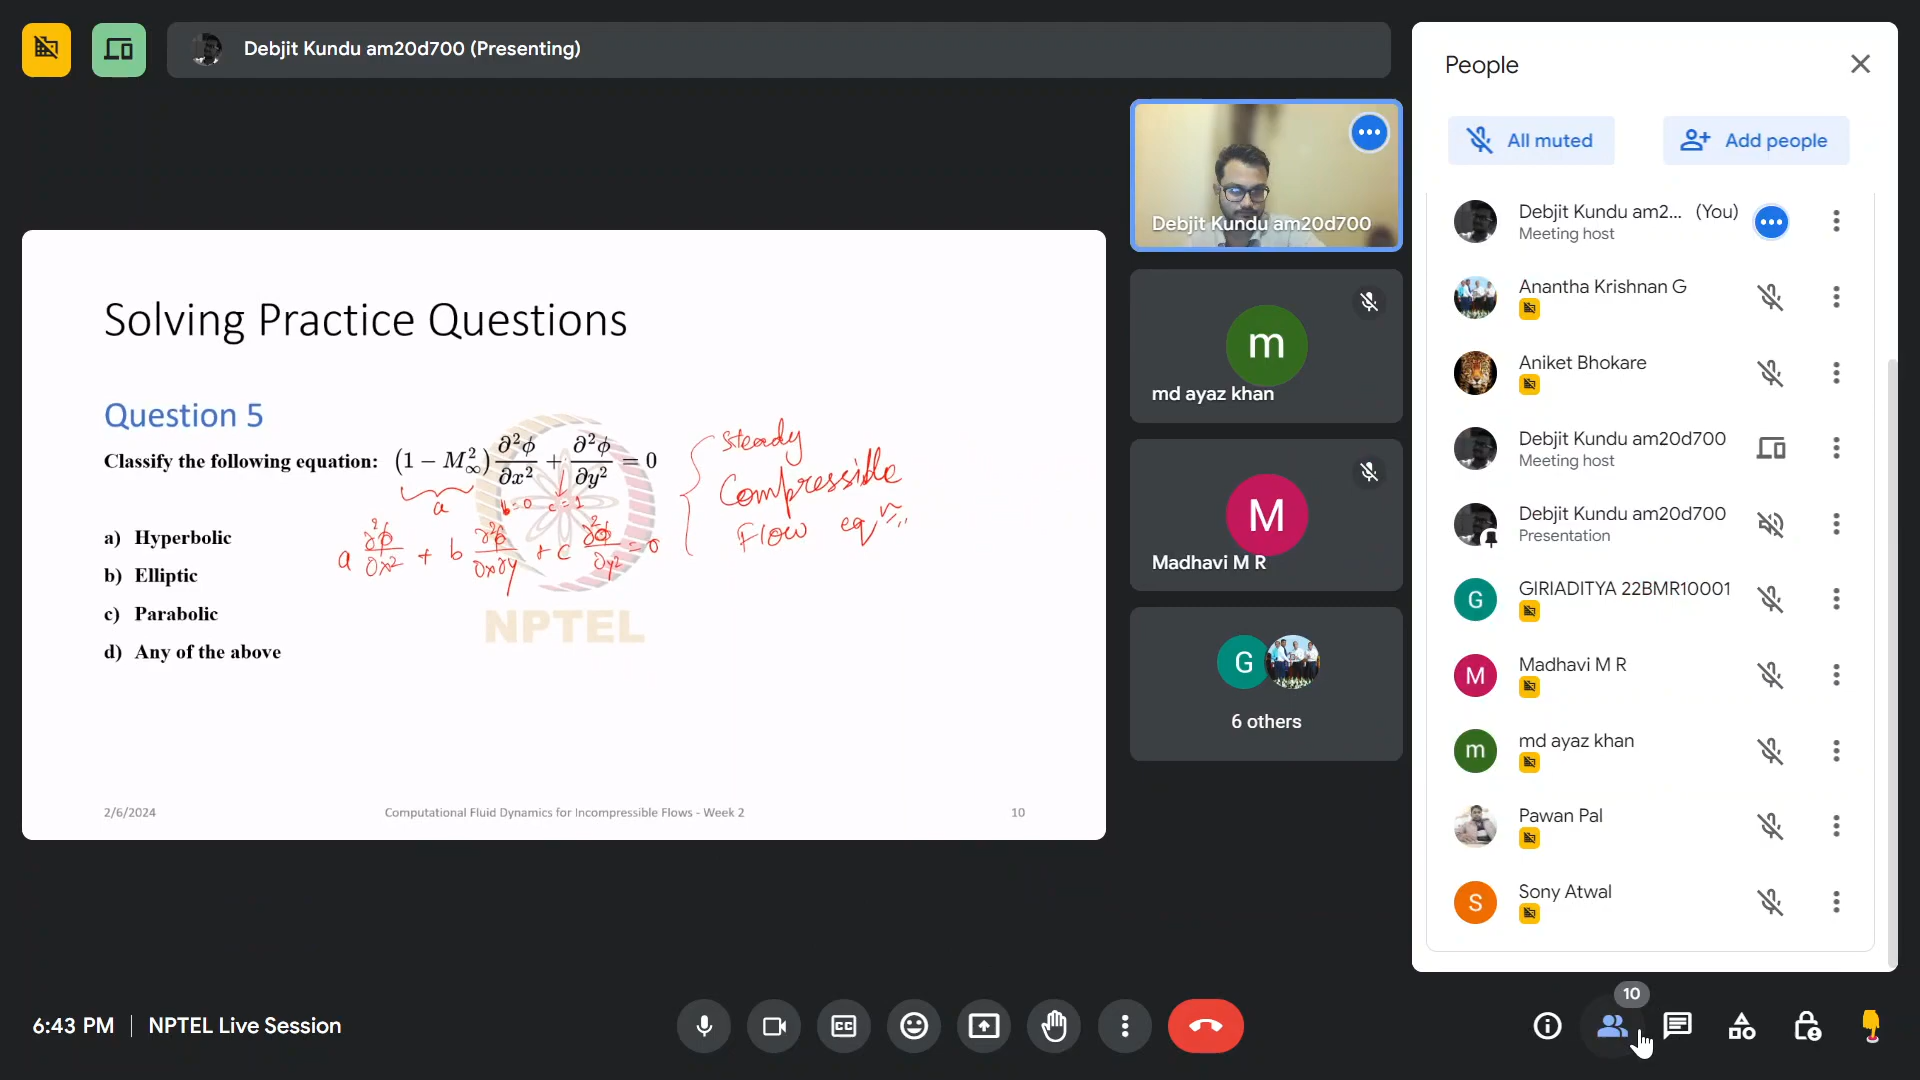 Debjit Kundu am20d700 (Presenting)
Solving Practice Questions
Question 5
Classify the following equation: (1 − M∞²) ∂²ϕ/∂x² + ∂²ϕ/∂y² = 0
a b=0 c=1
a ∂²ϕ/∂x² + b ∂²ϕ/∂x∂y + c ∂²ϕ/∂y² = 0
Steady
Compressible
Flow eqⁿ
a) Hyperbolic
b) Elliptic
c) Parabolic
d) Any of the above
NPTEL
2/6/2024
Computational Fluid Dynamics for Incompressible Flows - Week 2
10
Debjit Kundu am20d700
m
md ayaz khan
M
Madhavi M R
G
6 others
People
All muted
Add people
Debjit Kundu am2... (You)
Meeting host
Anantha Krishnan G
Aniket Bhokare
Debjit Kundu am20d700
Meeting host
Debjit Kundu am20d700
Presentation
G
GIRIADITYA 22BMR10001
M
Madhavi M R
m
md ayaz khan
Pawan Pal
S
Sony Atwal
6:43 PM | NPTEL Live Session
CC
10